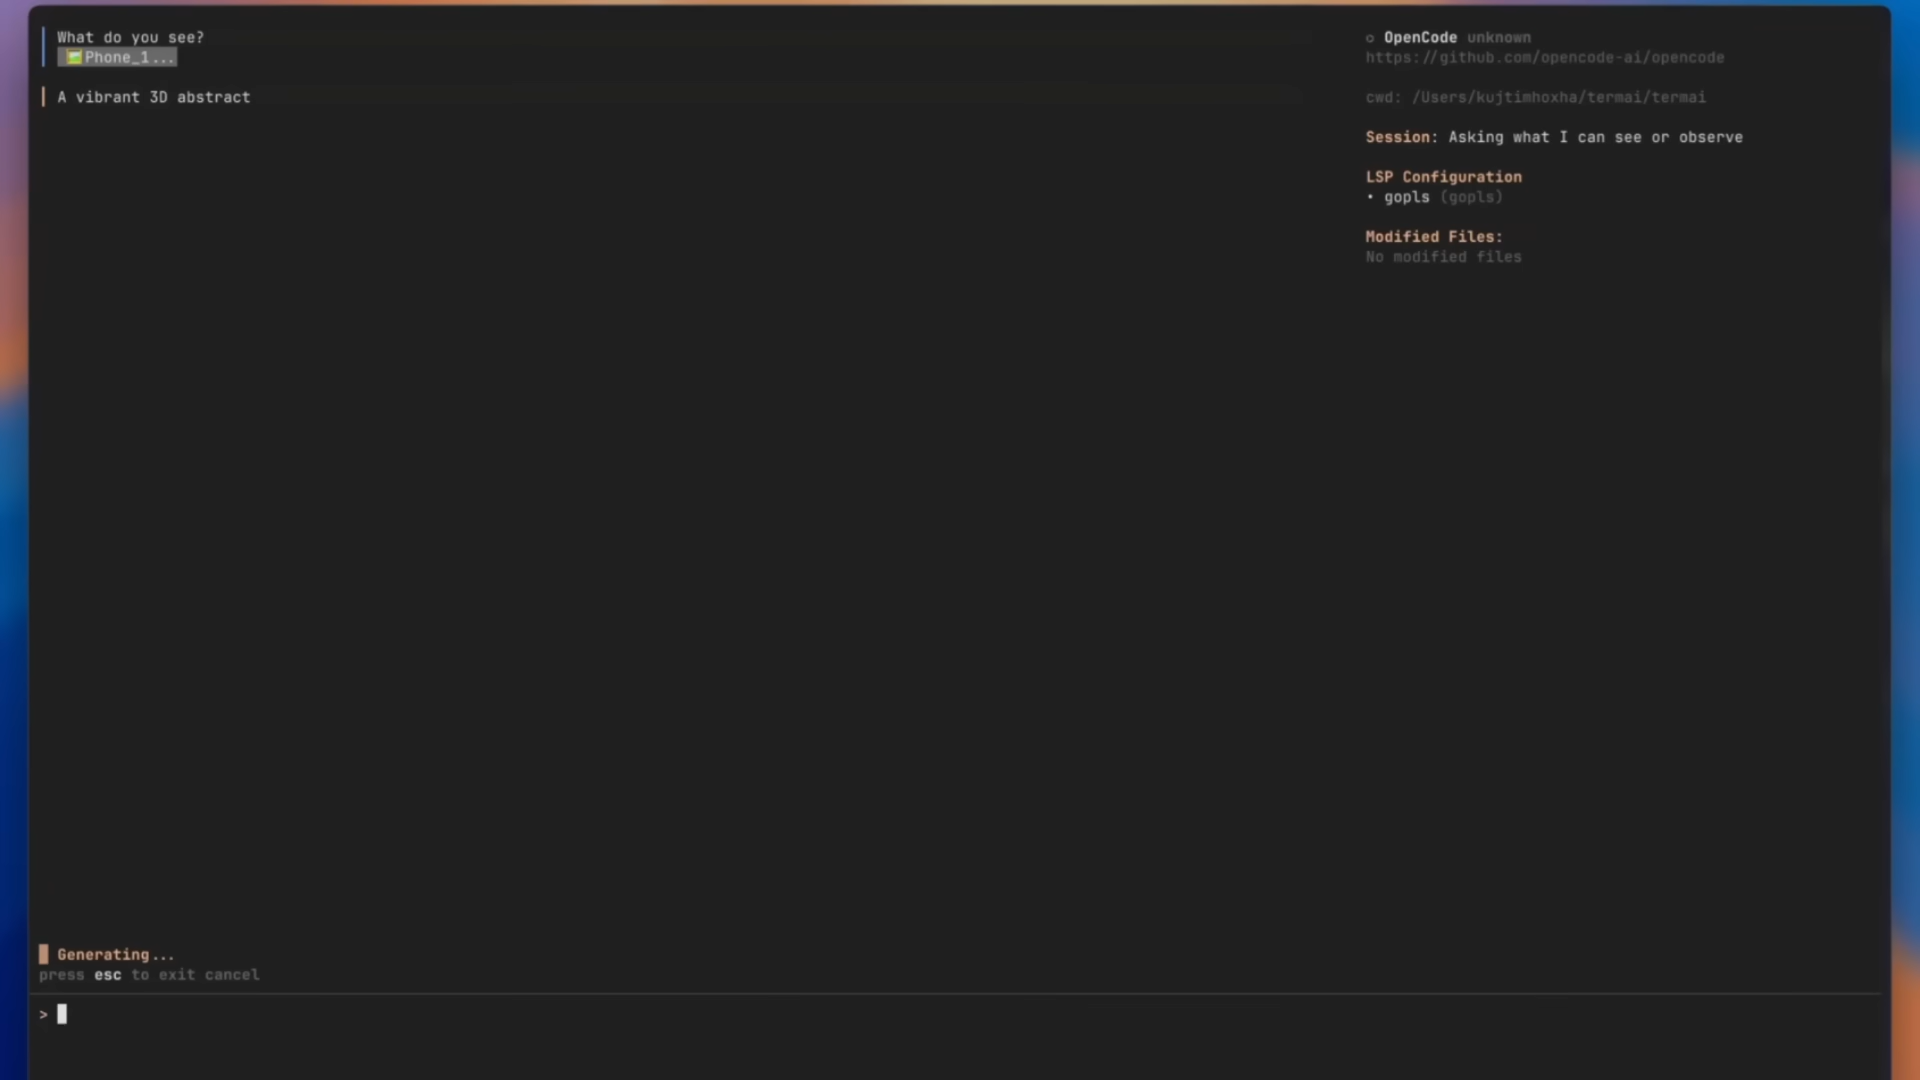 What do you see?
Phone_1...
A vibrant 3D abstract
OpenCode unknown
https://github.com/opencode-ai/opencode
cwd: /Users/kujtimhoxha/termai/termai
Session: Asking what I can see or observe
LSP Configuration
• gopls (gopls)
Modified Files:
No modified files
Generating...
press esc to exit cancel
>